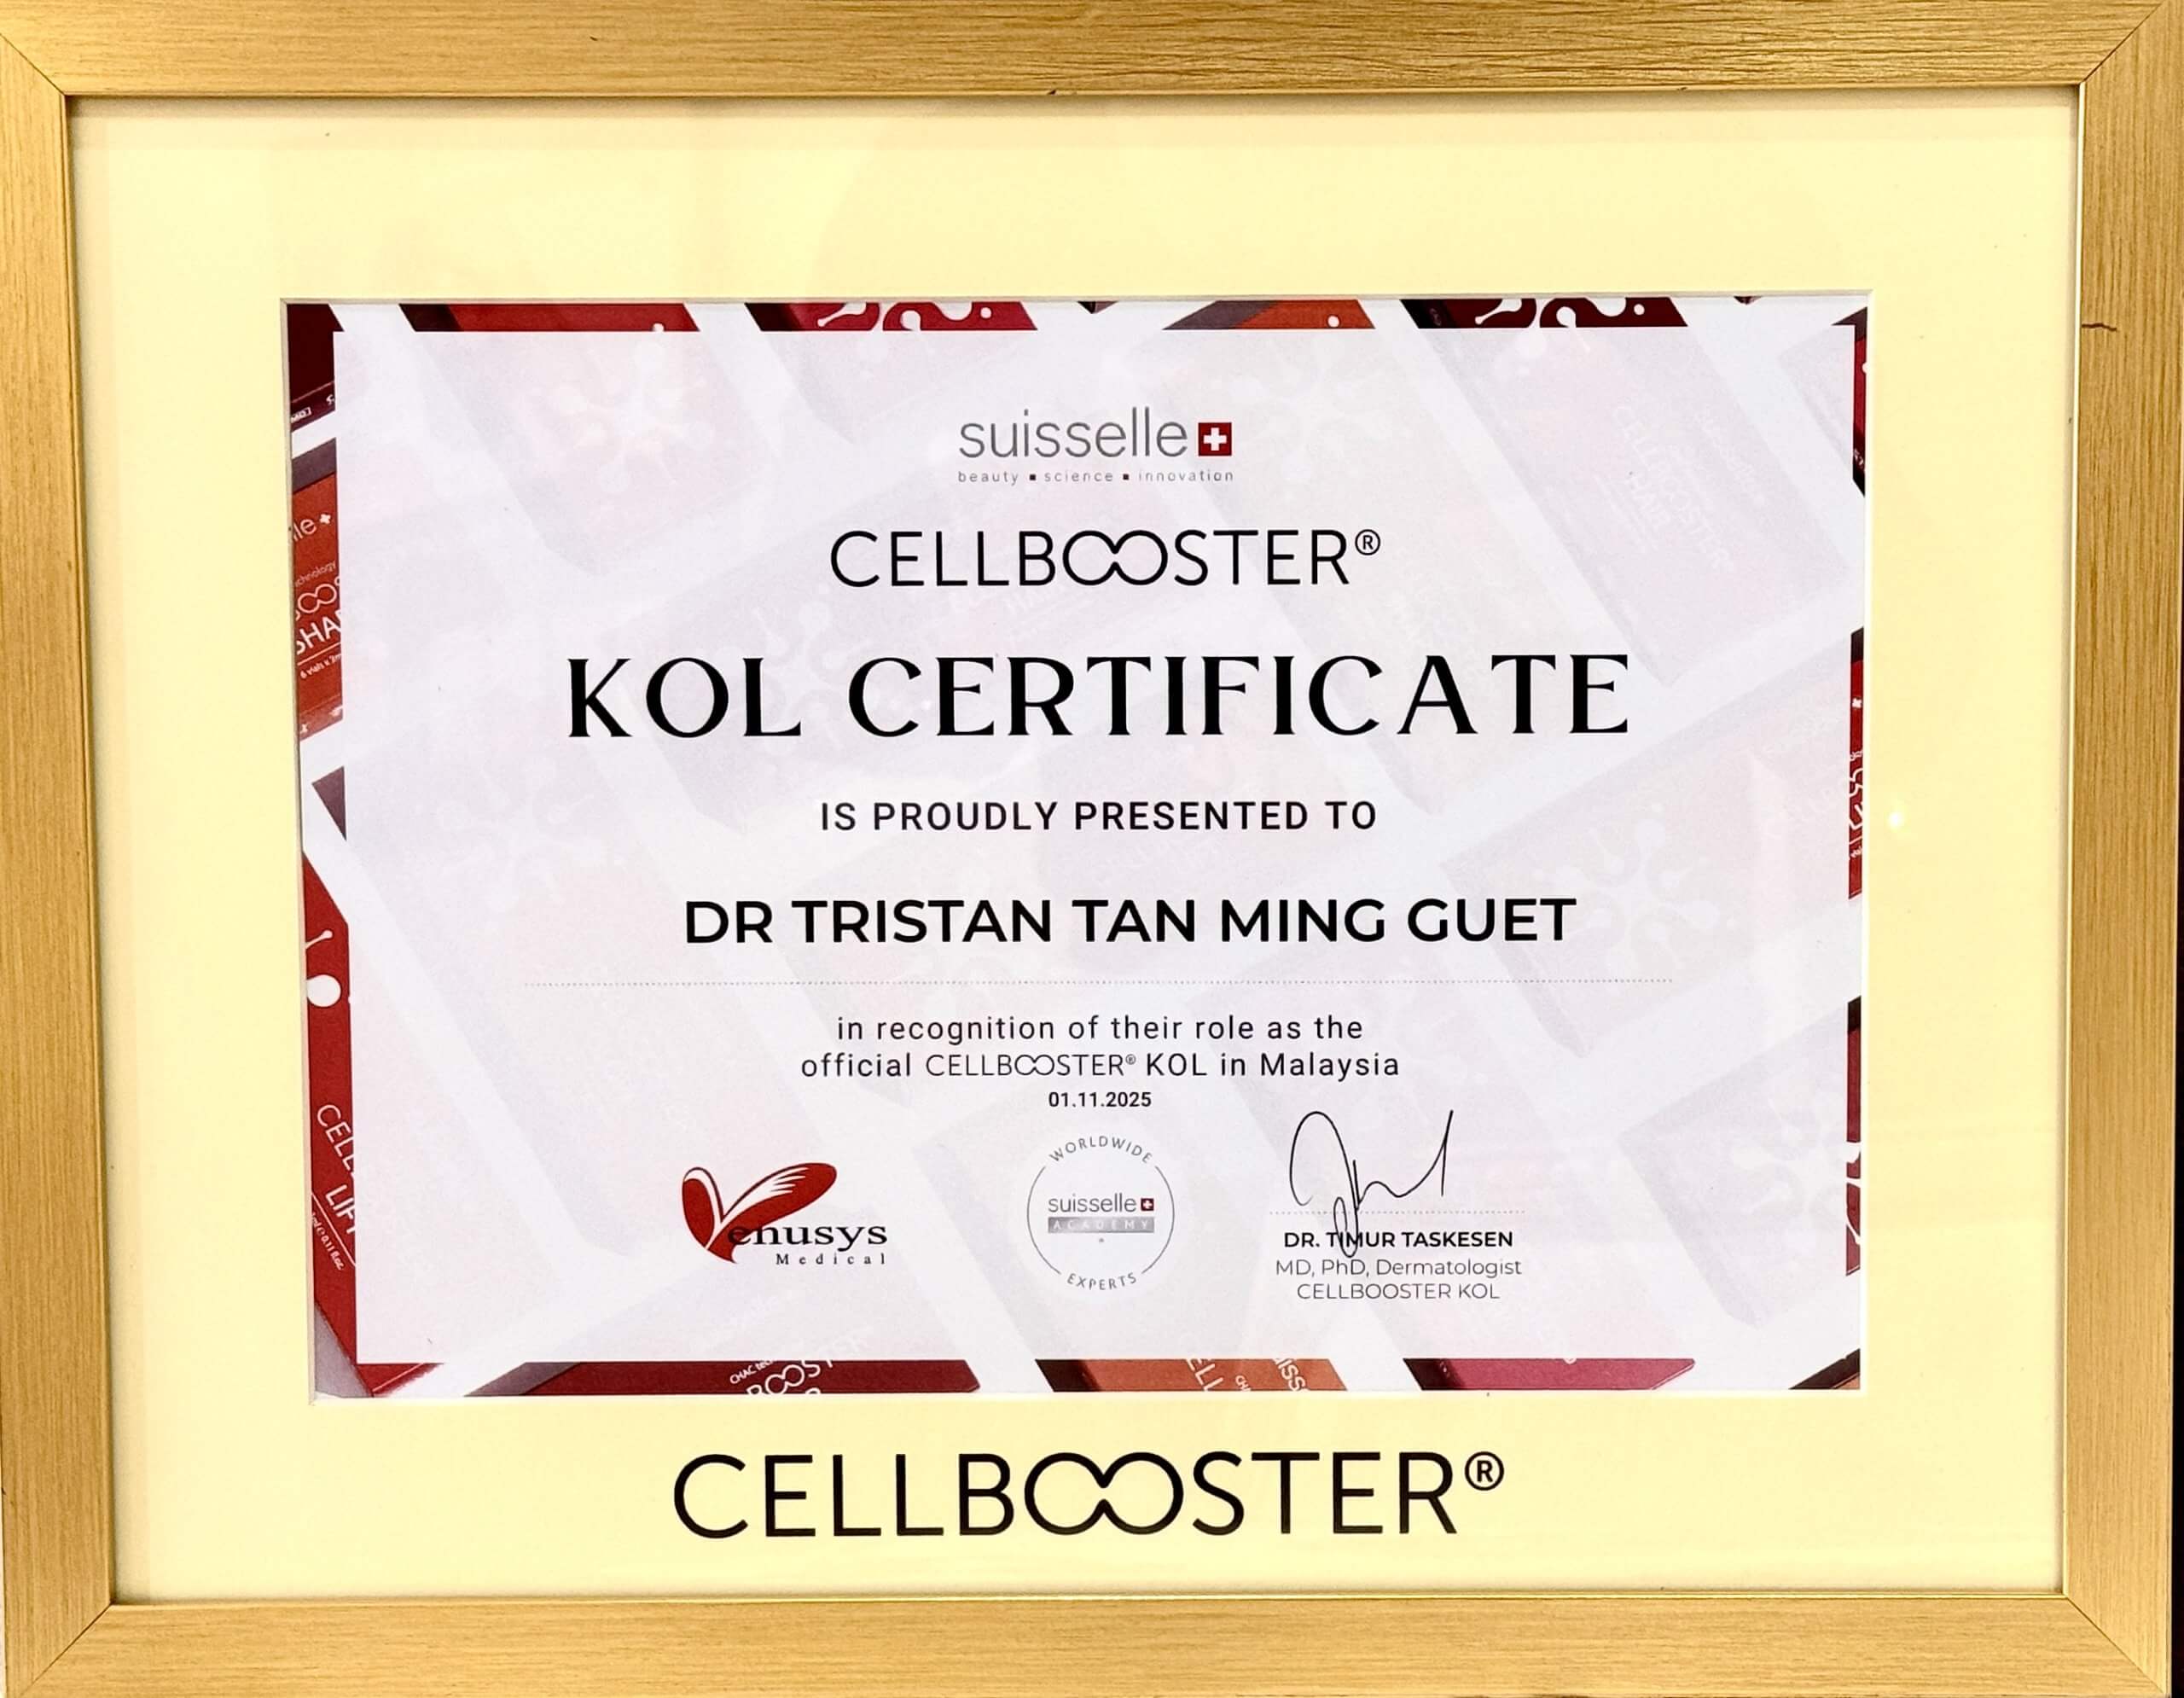 suisselle
beauty ▪ science ▪ innovation
CELLBOOSTER®
KOL CERTIFICATE
IS PROUDLY PRESENTED TO
DR TRISTAN TAN MING GUET
in recognition of their role as the
official CELLBOOSTER® KOL in Malaysia
01.11.2025
Venusys
Medical
WORLDWIDE
suisselle
ACADEMY
EXPERTS
DR. TIMUR TASKESEN
MD, PhD, Dermatologist
CELLBOOSTER KOL
CELLBOOSTER®